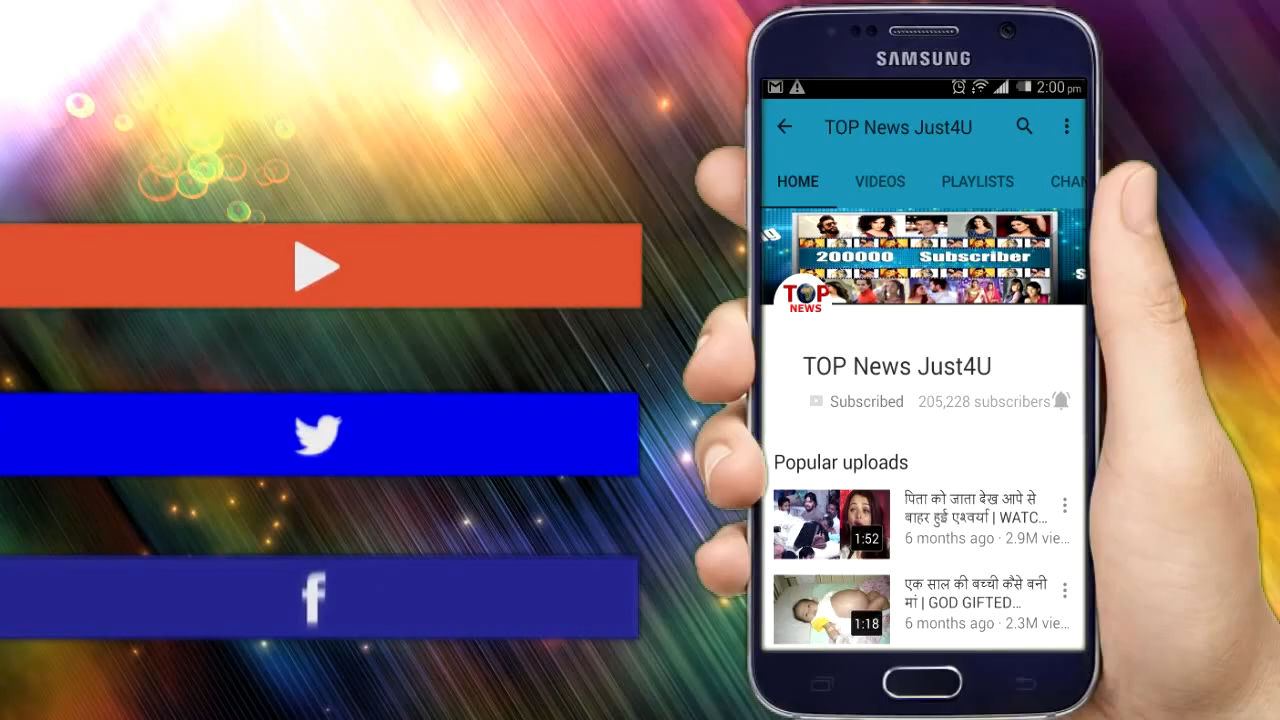 SAMSUNG
2:00 pm
TOP News Just4U
HOME VIDEOS PLAYLISTS CHAN
200000 Subscriber
TOP
NEWS
TOP News Just4U
Subscribed 205,228 subscribers
Popular uploads
पिता को जाता देख आपे से
बाहर हुई एश्वर्या | WATC...
6 months ago · 2.9M vie...
1:52
एक साल की बच्ची कैसे बनी
मां | GOD GIFTED...
6 months ago · 2.3M vie...
1:18